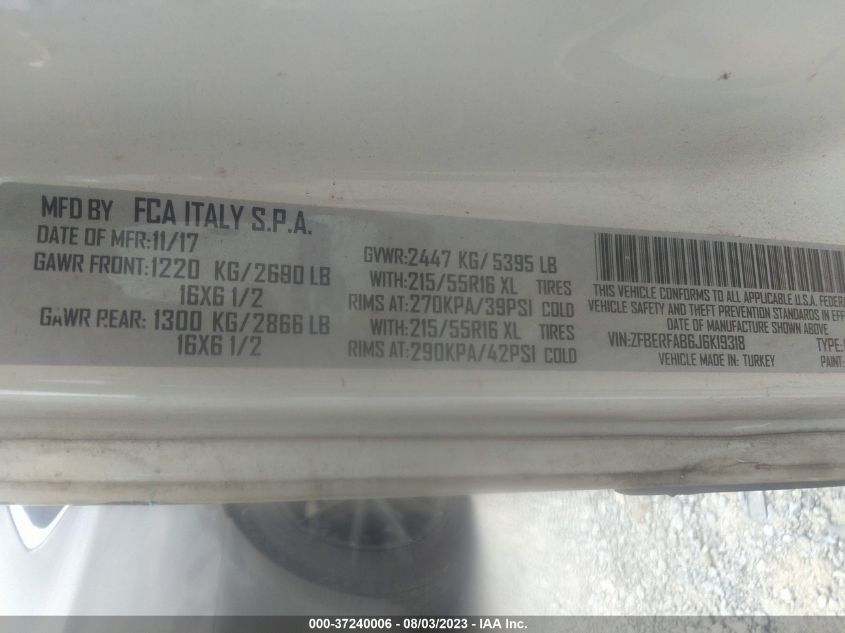 MFD BY FCA ITALY S.P.A.
DATE OF MFR:11/17
GAWR FRONT:1220 KG/2690 LB
16X6 1/2
GAWR REAR: 1300 KG/2866 LB
16X6 1/2
GVWR:2447 KG/5395 LB
WITH:215/55R16 XL TIRES
RIMS AT:270KPA/39PSI COLD
WITH:215/55R16 XL TIRES
RIMS AT:290KPA/42PSI COLD
THIS VEHICLE CONFORMS TO ALL APPLICABLE U.S.A. FEDERA
VEHICLE SAFETY AND THEFT PREVENTION STANDARDS IN EFF
DATE OF MANUFACTURE SHOWN ABOVE
VIN:ZFBERFAB6J6K19318 TYPE:
VEHICLE MADE IN: TURKEY PAINT:
000-37240006 - 08/03/2023 - IAA Inc.